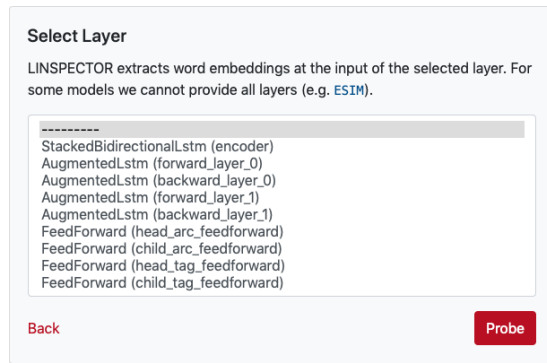 Select Layer
LINSPECTOR extracts word embeddings at the input of the selected layer. For
some models we cannot provide all layers (e.g. ESIM).
---------
StackedBidirectionalLstm (encoder)
AugmentedLstm (forward_layer_0)
AugmentedLstm (backward_layer_0)
AugmentedLstm (forward_layer_1)
AugmentedLstm (backward_layer_1)
FeedForward (head_arc_feedforward)
FeedForward (child_arc_feedforward)
FeedForward (head_tag_feedforward)
FeedForward (child_tag_feedforward)
Back
Probe